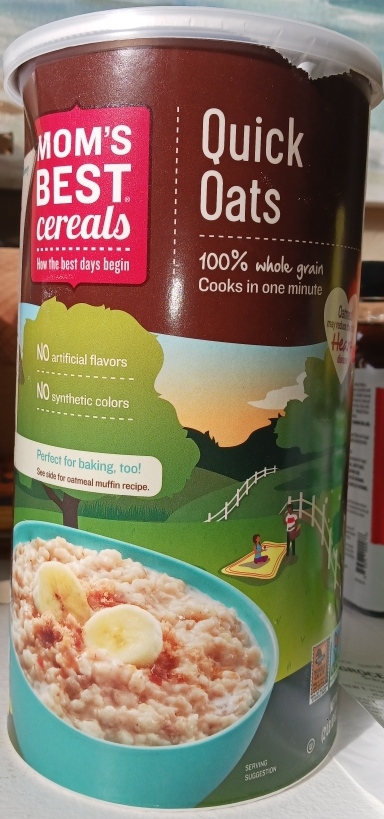 MOM'S
BEST®
cereals
How the best days begin
Quick
Oats
100% whole grain
Cooks in one minute
NO artificial flavors
NO synthetic colors
Perfect for baking, too!
See side for oatmeal muffin recipe.
SERVING
SUGGESTION